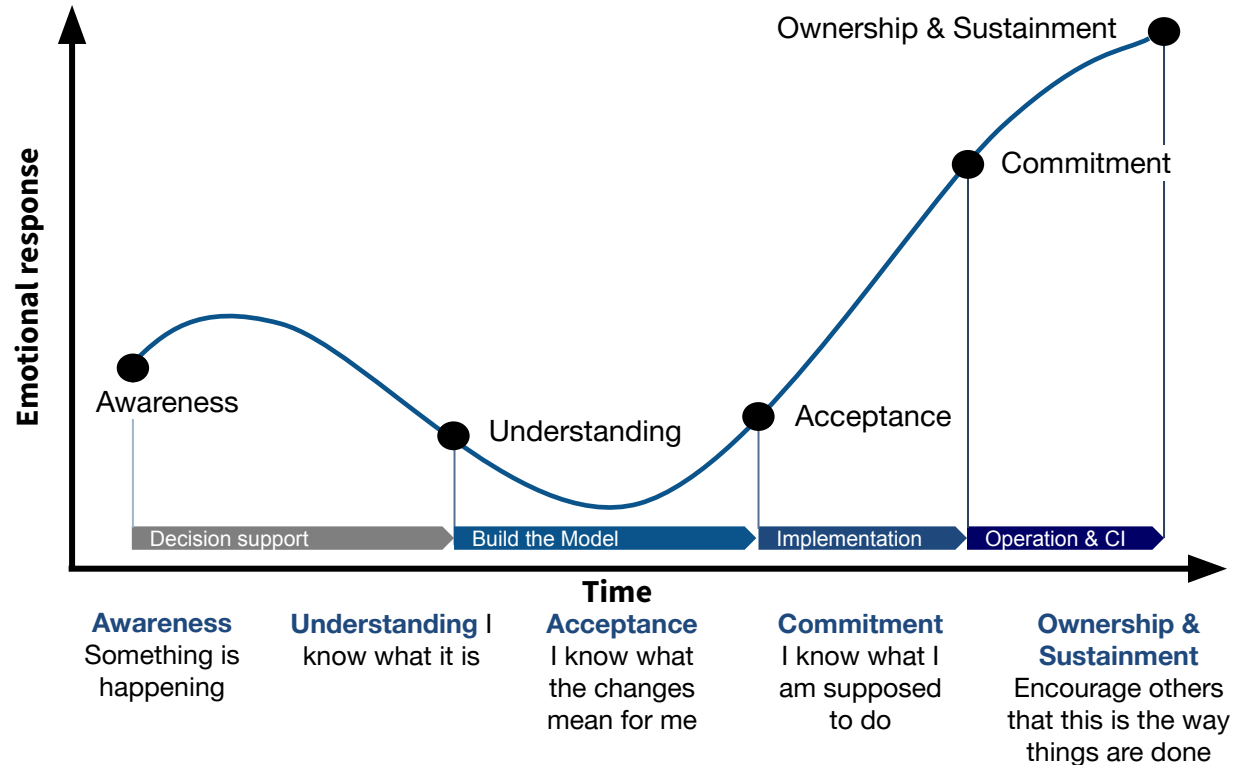 Ownership & Sustainment
Emotional response
Commitment
Awareness
Understanding
Acceptance
Decision support
Build the Model
Implementation
Operation & CI
Time
Awareness
Something is
happening
Understanding I
know what it is
Acceptance
I know what
the changes
mean for me
Commitment
I know what I
am supposed
to do
Ownership &
Sustainment
Encourage others
that this is the way
things are done